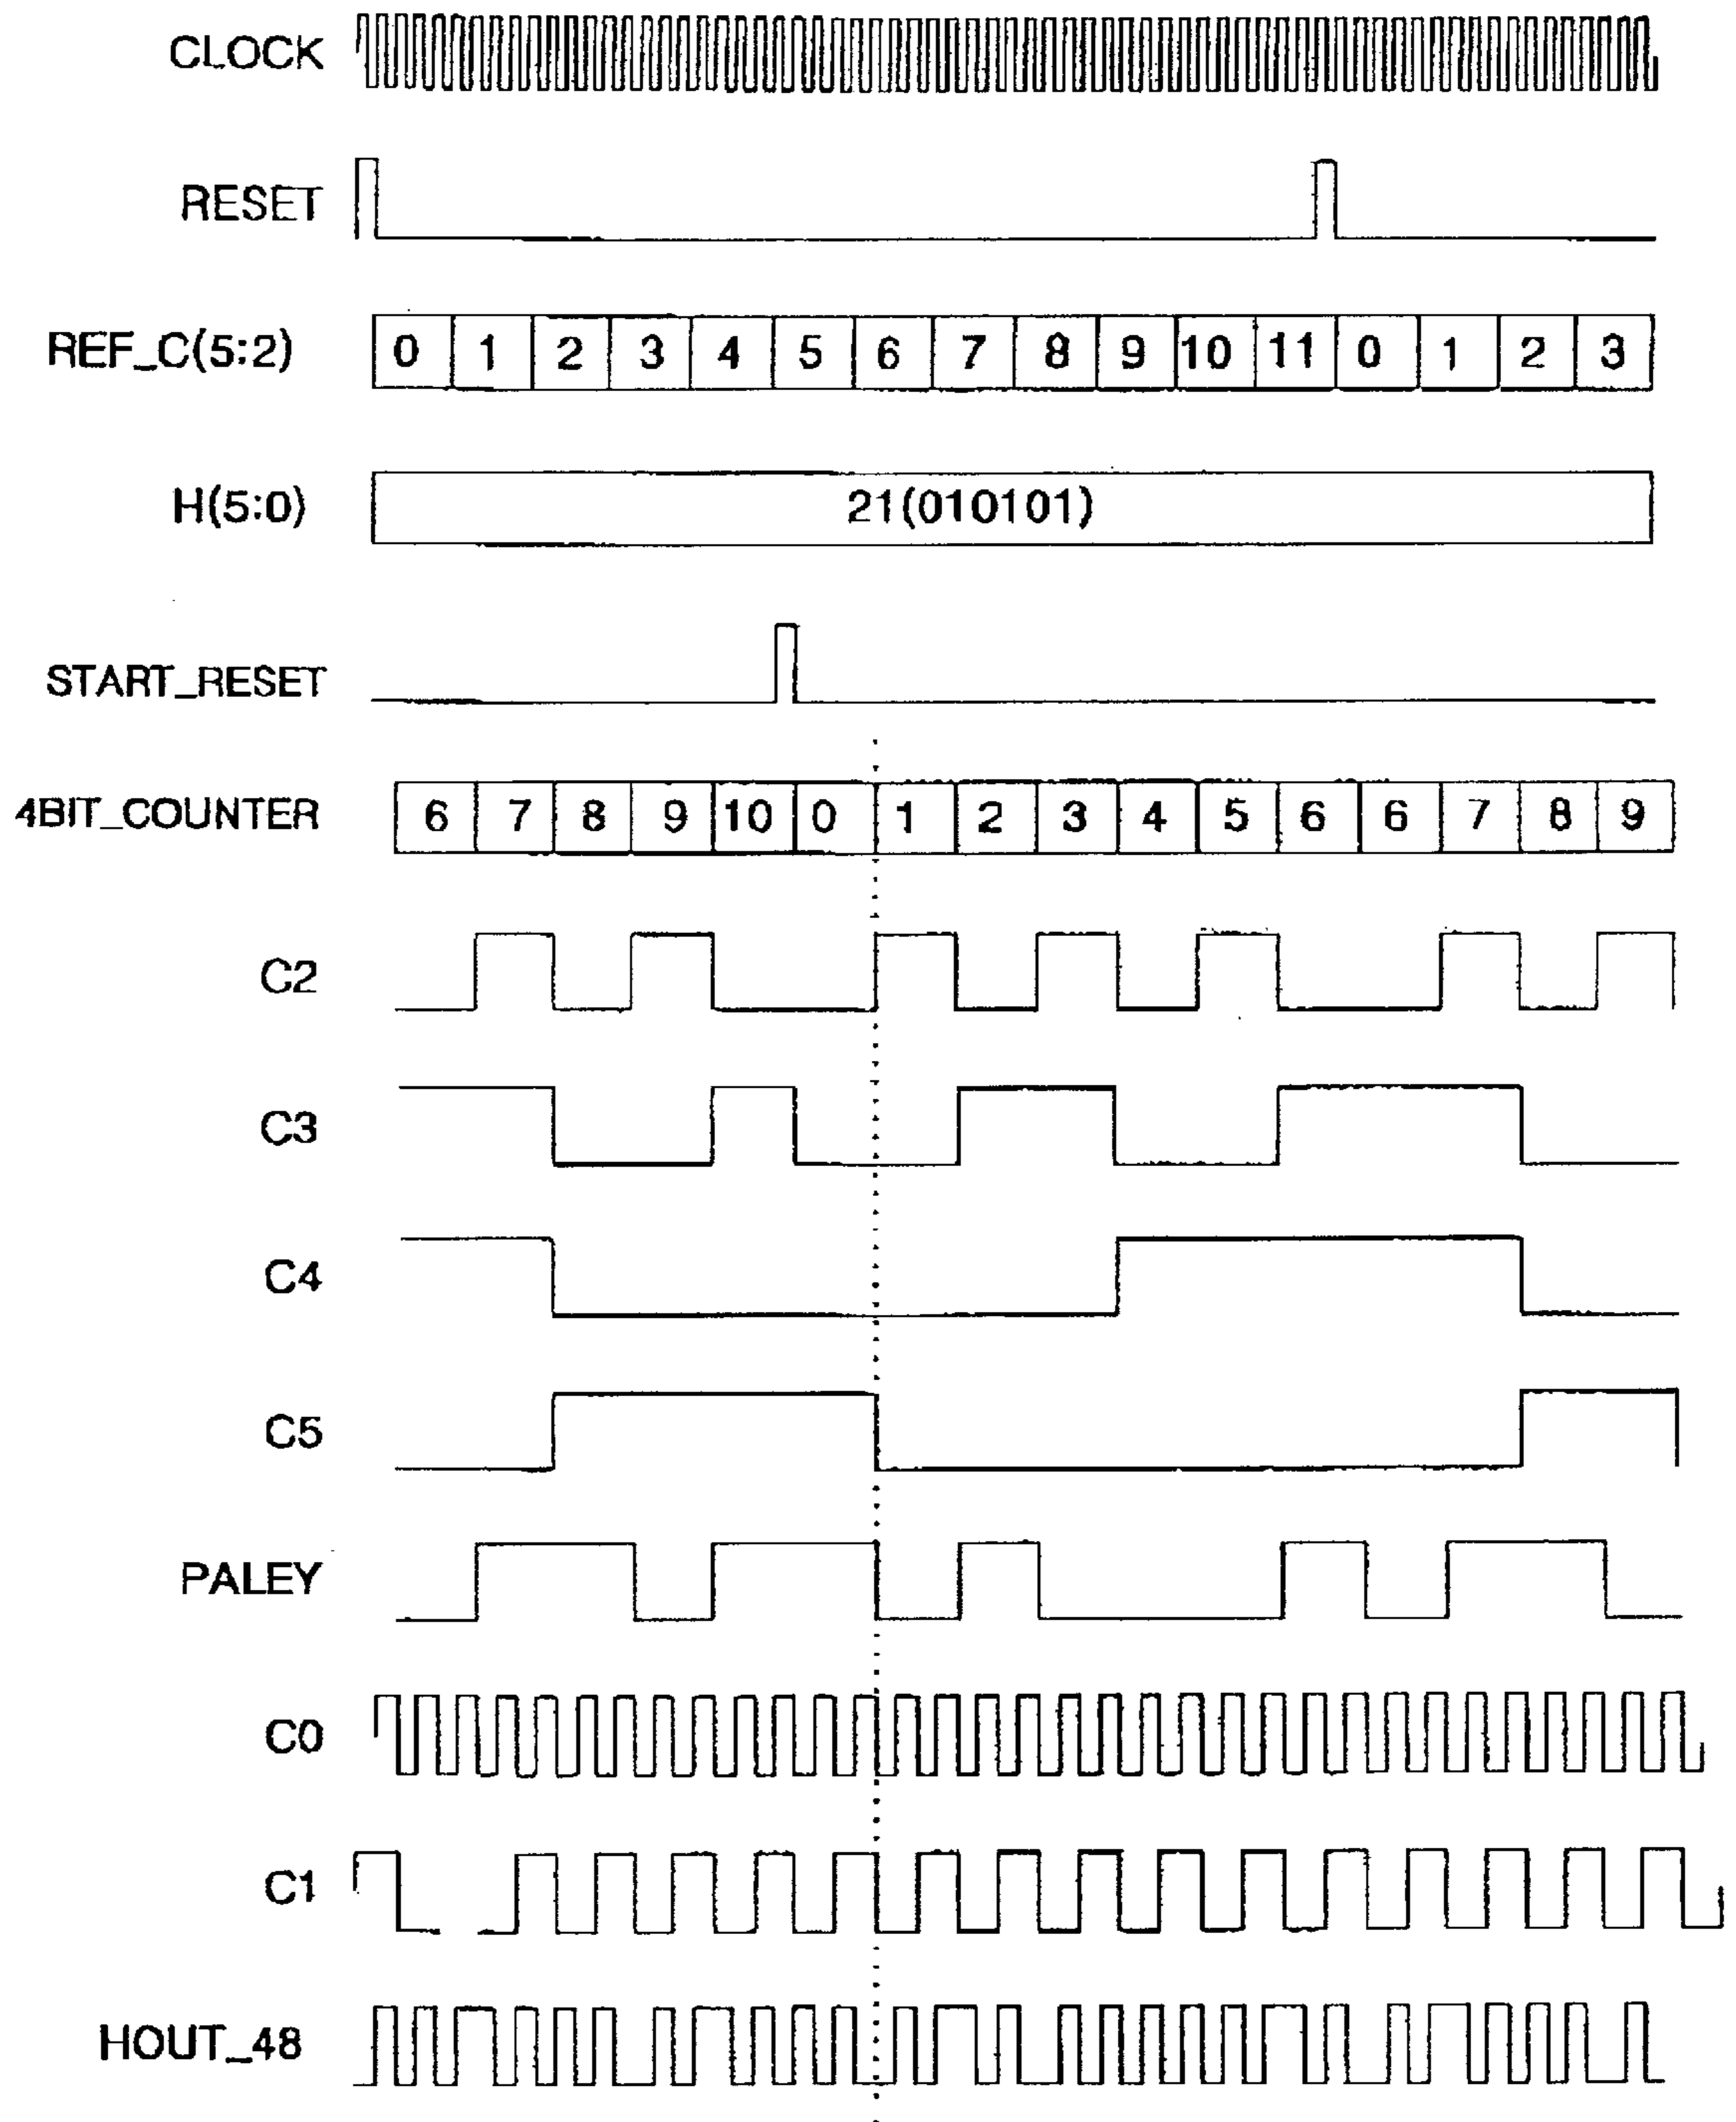 CLOCK
RESET
REF_C(5:2) 0 1 2 3 4 5 6 7 8 9 10 11 0 1 2 3
H(5:0) 21(010101)
START_RESET
4BIT_COUNTER 6 7 8 9 10 0 1 2 3 4 5 6 6 7 8 9
C2
C3
C4
C5
PALEY
C0
C1
HOUT_48